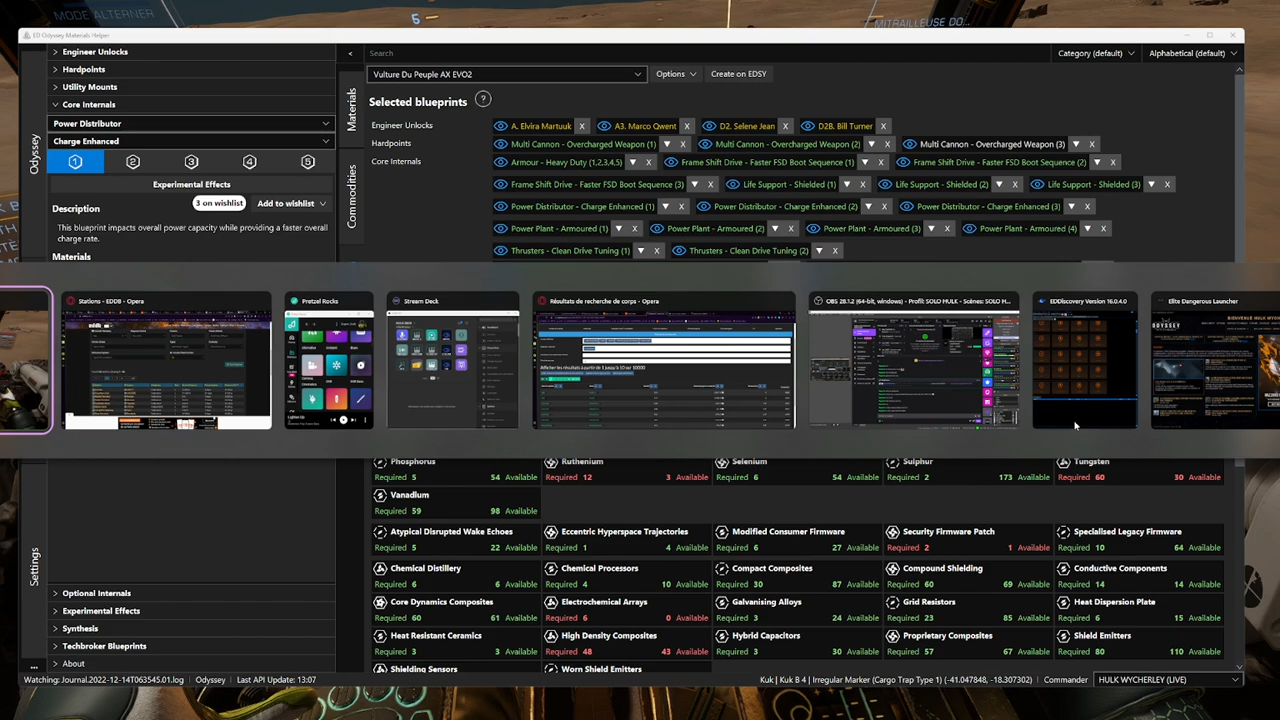 MODE ALTERNER
5
MITRAILLEUSE DO...
ED Odyssey Materials Helper
Odyssey
Settings
...
Engineer Unlocks
Hardpoints
Utility Mounts
Core Internals
Power Distributor
Charge Enhanced
1 2 3 4 5
Experimental Effects
Description
3 on wishlist
Add to wishlist
This blueprint impacts overall power capacity while providing a faster overall
charge rate.
Materials
Optional Internals
Experimental Effects
Synthesis
Techbroker Blueprints
About
<
Materials
Commodities
Search
Category (default)
Alphabetical (default)
Vulture Du Peuple AX EVO2
Options
Create on EDSY
Selected blueprints ?
Engineer Unlocks
A. Elvira Martuuk X A3. Marco Qwent X D2. Selene Jean X D2B. Bill Turner X
Hardpoints
Multi Cannon - Overcharged Weapon (1) X Multi Cannon - Overcharged Weapon (2) X Multi Cannon - Overcharged Weapon (3) X
Core Internals
Armour - Heavy Duty (1,2,3,4,5) X Frame Shift Drive - Faster FSD Boot Sequence (1) X Frame Shift Drive - Faster FSD Boot Sequence (2) X
Frame Shift Drive - Faster FSD Boot Sequence (3) X Life Support - Shielded (1) X Life Support - Shielded (2) X Life Support - Shielded (3) X
Power Distributor - Charge Enhanced (1) X Power Distributor - Charge Enhanced (2) X Power Distributor - Charge Enhanced (3) X
Power Plant - Armoured (1) X Power Plant - Armoured (2) X Power Plant - Armoured (3) X Power Plant - Armoured (4) X
Thrusters - Clean Drive Tuning (1) X Thrusters - Clean Drive Tuning (2) X
Stations - EDDB - Opera
Pretzel Rocks
Stream Deck
Résultats de recherche de corps - Opera
OBS 28.1.2 (64-bit, windows) - Profil: SOLO HULK - Scènes: SOLO H...
EDDiscovery Version 16.0.4.0
Elite Dangerous Launcher
Phosphorus Ruthenium Selenium Sulphur Tungsten
Required 5 54 Available Required 12 3 Available Required 6 54 Available Required 2 173 Available Required 60 30 Available
Vanadium
Required 59 98 Available
Atypical Disrupted Wake Echoes Eccentric Hyperspace Trajectories Modified Consumer Firmware Security Firmware Patch Specialised Legacy Firmware
Required 5 22 Available Required 1 4 Available Required 6 27 Available Required 2 1 Available Required 10 64 Available
Chemical Distillery Chemical Processors Compact Composites Compound Shielding Conductive Components
Required 6 6 Available Required 4 10 Available Required 30 87 Available Required 60 69 Available Required 14 14 Available
Core Dynamics Composites Electrochemical Arrays Galvanising Alloys Grid Resistors Heat Dispersion Plate
Required 60 61 Available Required 6 0 Available Required 3 24 Available Required 23 85 Available Required 6 15 Available
Heat Resistant Ceramics High Density Composites Hybrid Capacitors Proprietary Composites Shield Emitters
Required 3 3 Available Required 48 43 Available Required 3 30 Available Required 57 67 Available Required 80 110 Available
Shielding Sensors Worn Shield Emitters
Watching: Journal.2022-12-14T063545.01.log Odyssey Last API Update: 13:07
Kuk | Kuk B 4 | Irregular Marker (Cargo Trap Type 1) (-41.047848, -18.307302) Commander HULK WYCHERLEY (LIVE)